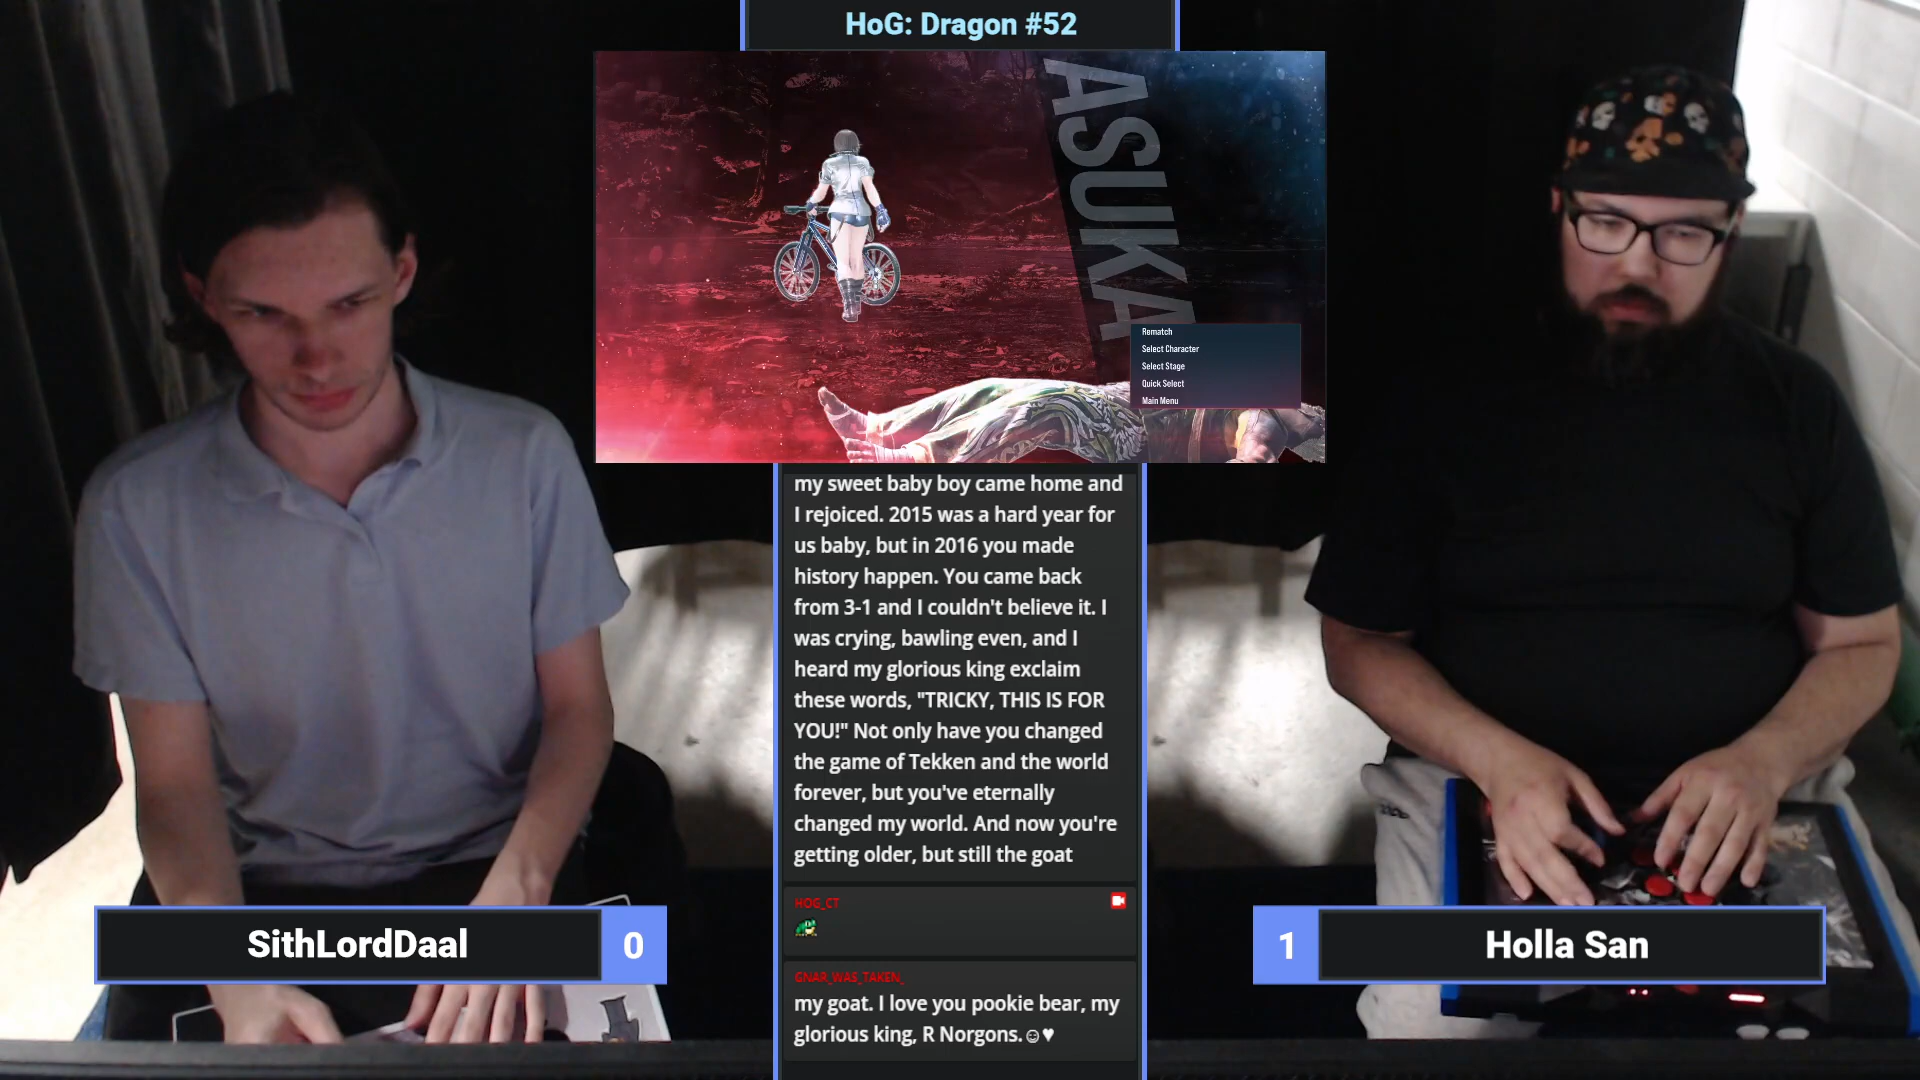 HoG: Dragon #52
ASUKA
Rematch
Select Character
Select Stage
Quick Select
Main Menu
my sweet baby boy came home and
I rejoiced. 2015 was a hard year for
us baby, but in 2016 you made
history happen. You came back
from 3-1 and I couldn't believe it. I
was crying, bawling even, and I
heard my glorious king exclaim
these words, "TRICKY, THIS IS FOR
YOU!" Not only have you changed
the game of Tekken and the world
forever, but you've eternally
changed my world. And now you're
getting older, but still the goat
HOG_CT
GNAR_WAS_TAKEN_
my goat. I love you pookie bear, my
glorious king, R Norgons.☺♥
SithLordDaal 0
1 Holla San